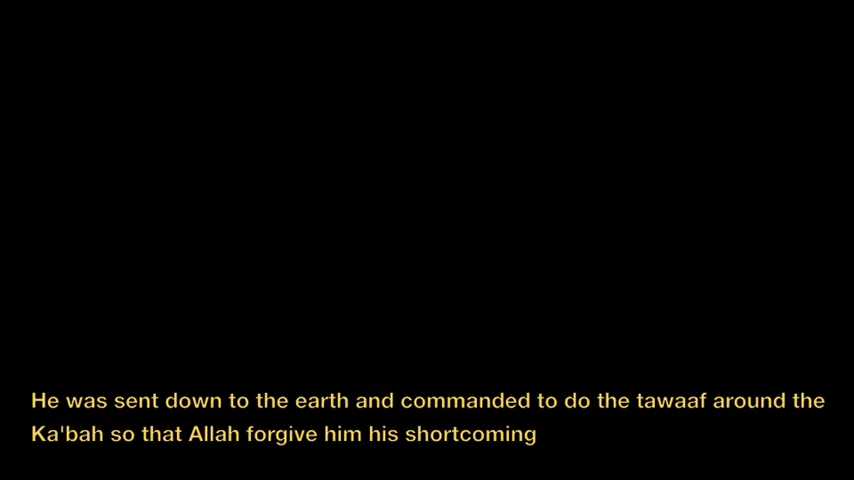 He was sent down to the earth and commanded to do the tawaaf around the
Ka'bah so that Allah forgive him his shortcoming